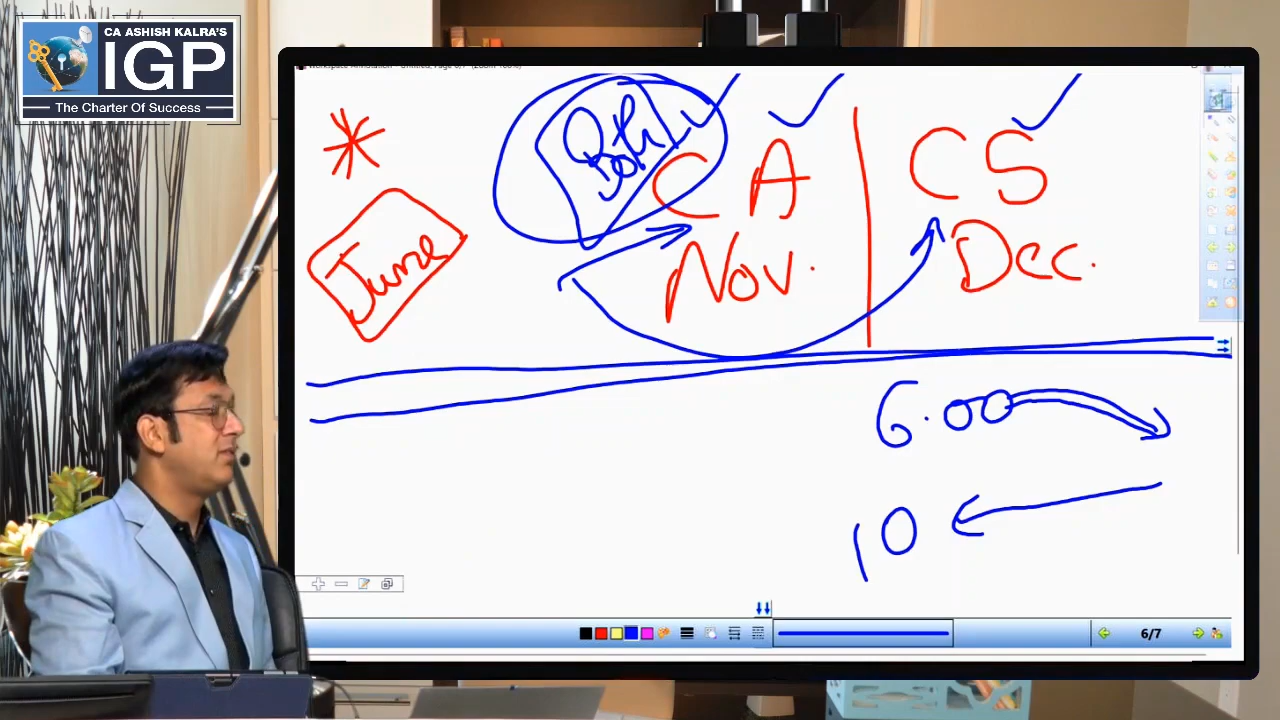 CA ASHISH KALRA'S
IGP
The Charter Of Success
Both
CA
CS
June
Nov.
Dec.
6.00
10
6/7